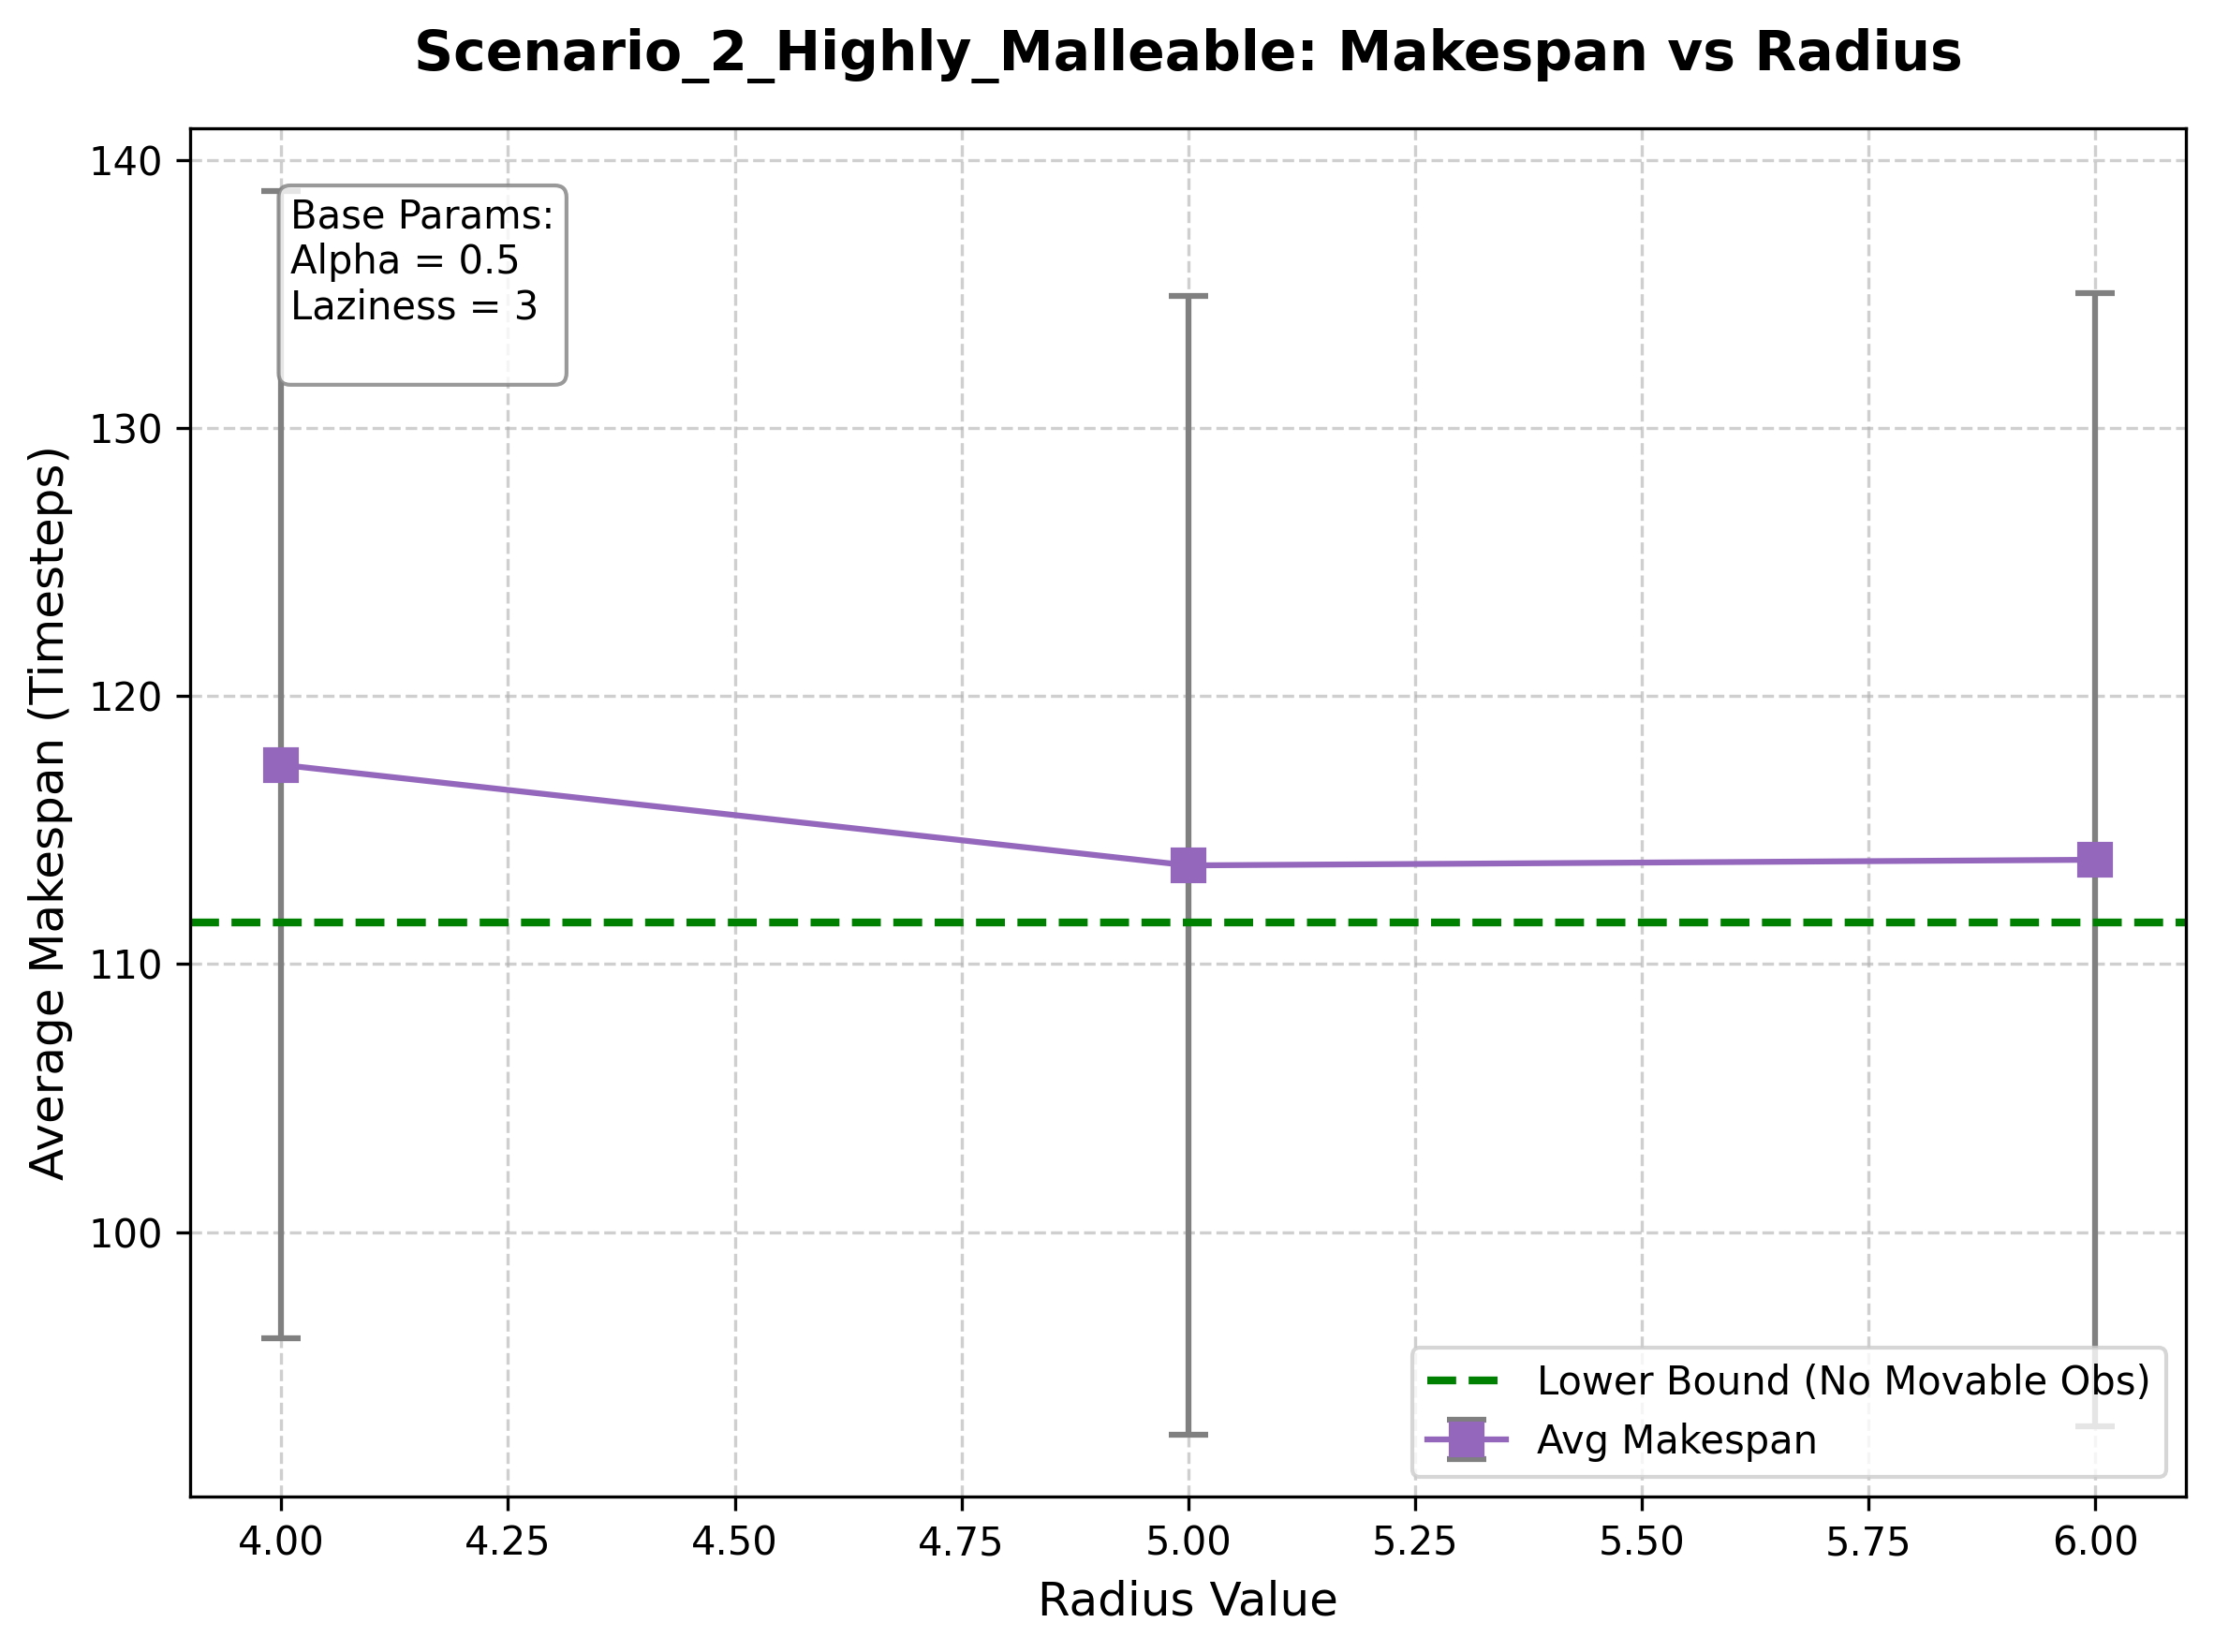 Scenario_2_Highly_Malleable: Makespan vs Radius
140
130
120
110
100
Average Makespan (Timesteps)
Base Params:
Alpha = 0.5
Laziness = 3
Lower Bound (No Movable Obs)
Avg Makespan
4.00 4.25 4.50 4.75 5.00 5.25 5.50 5.75 6.00
Radius Value